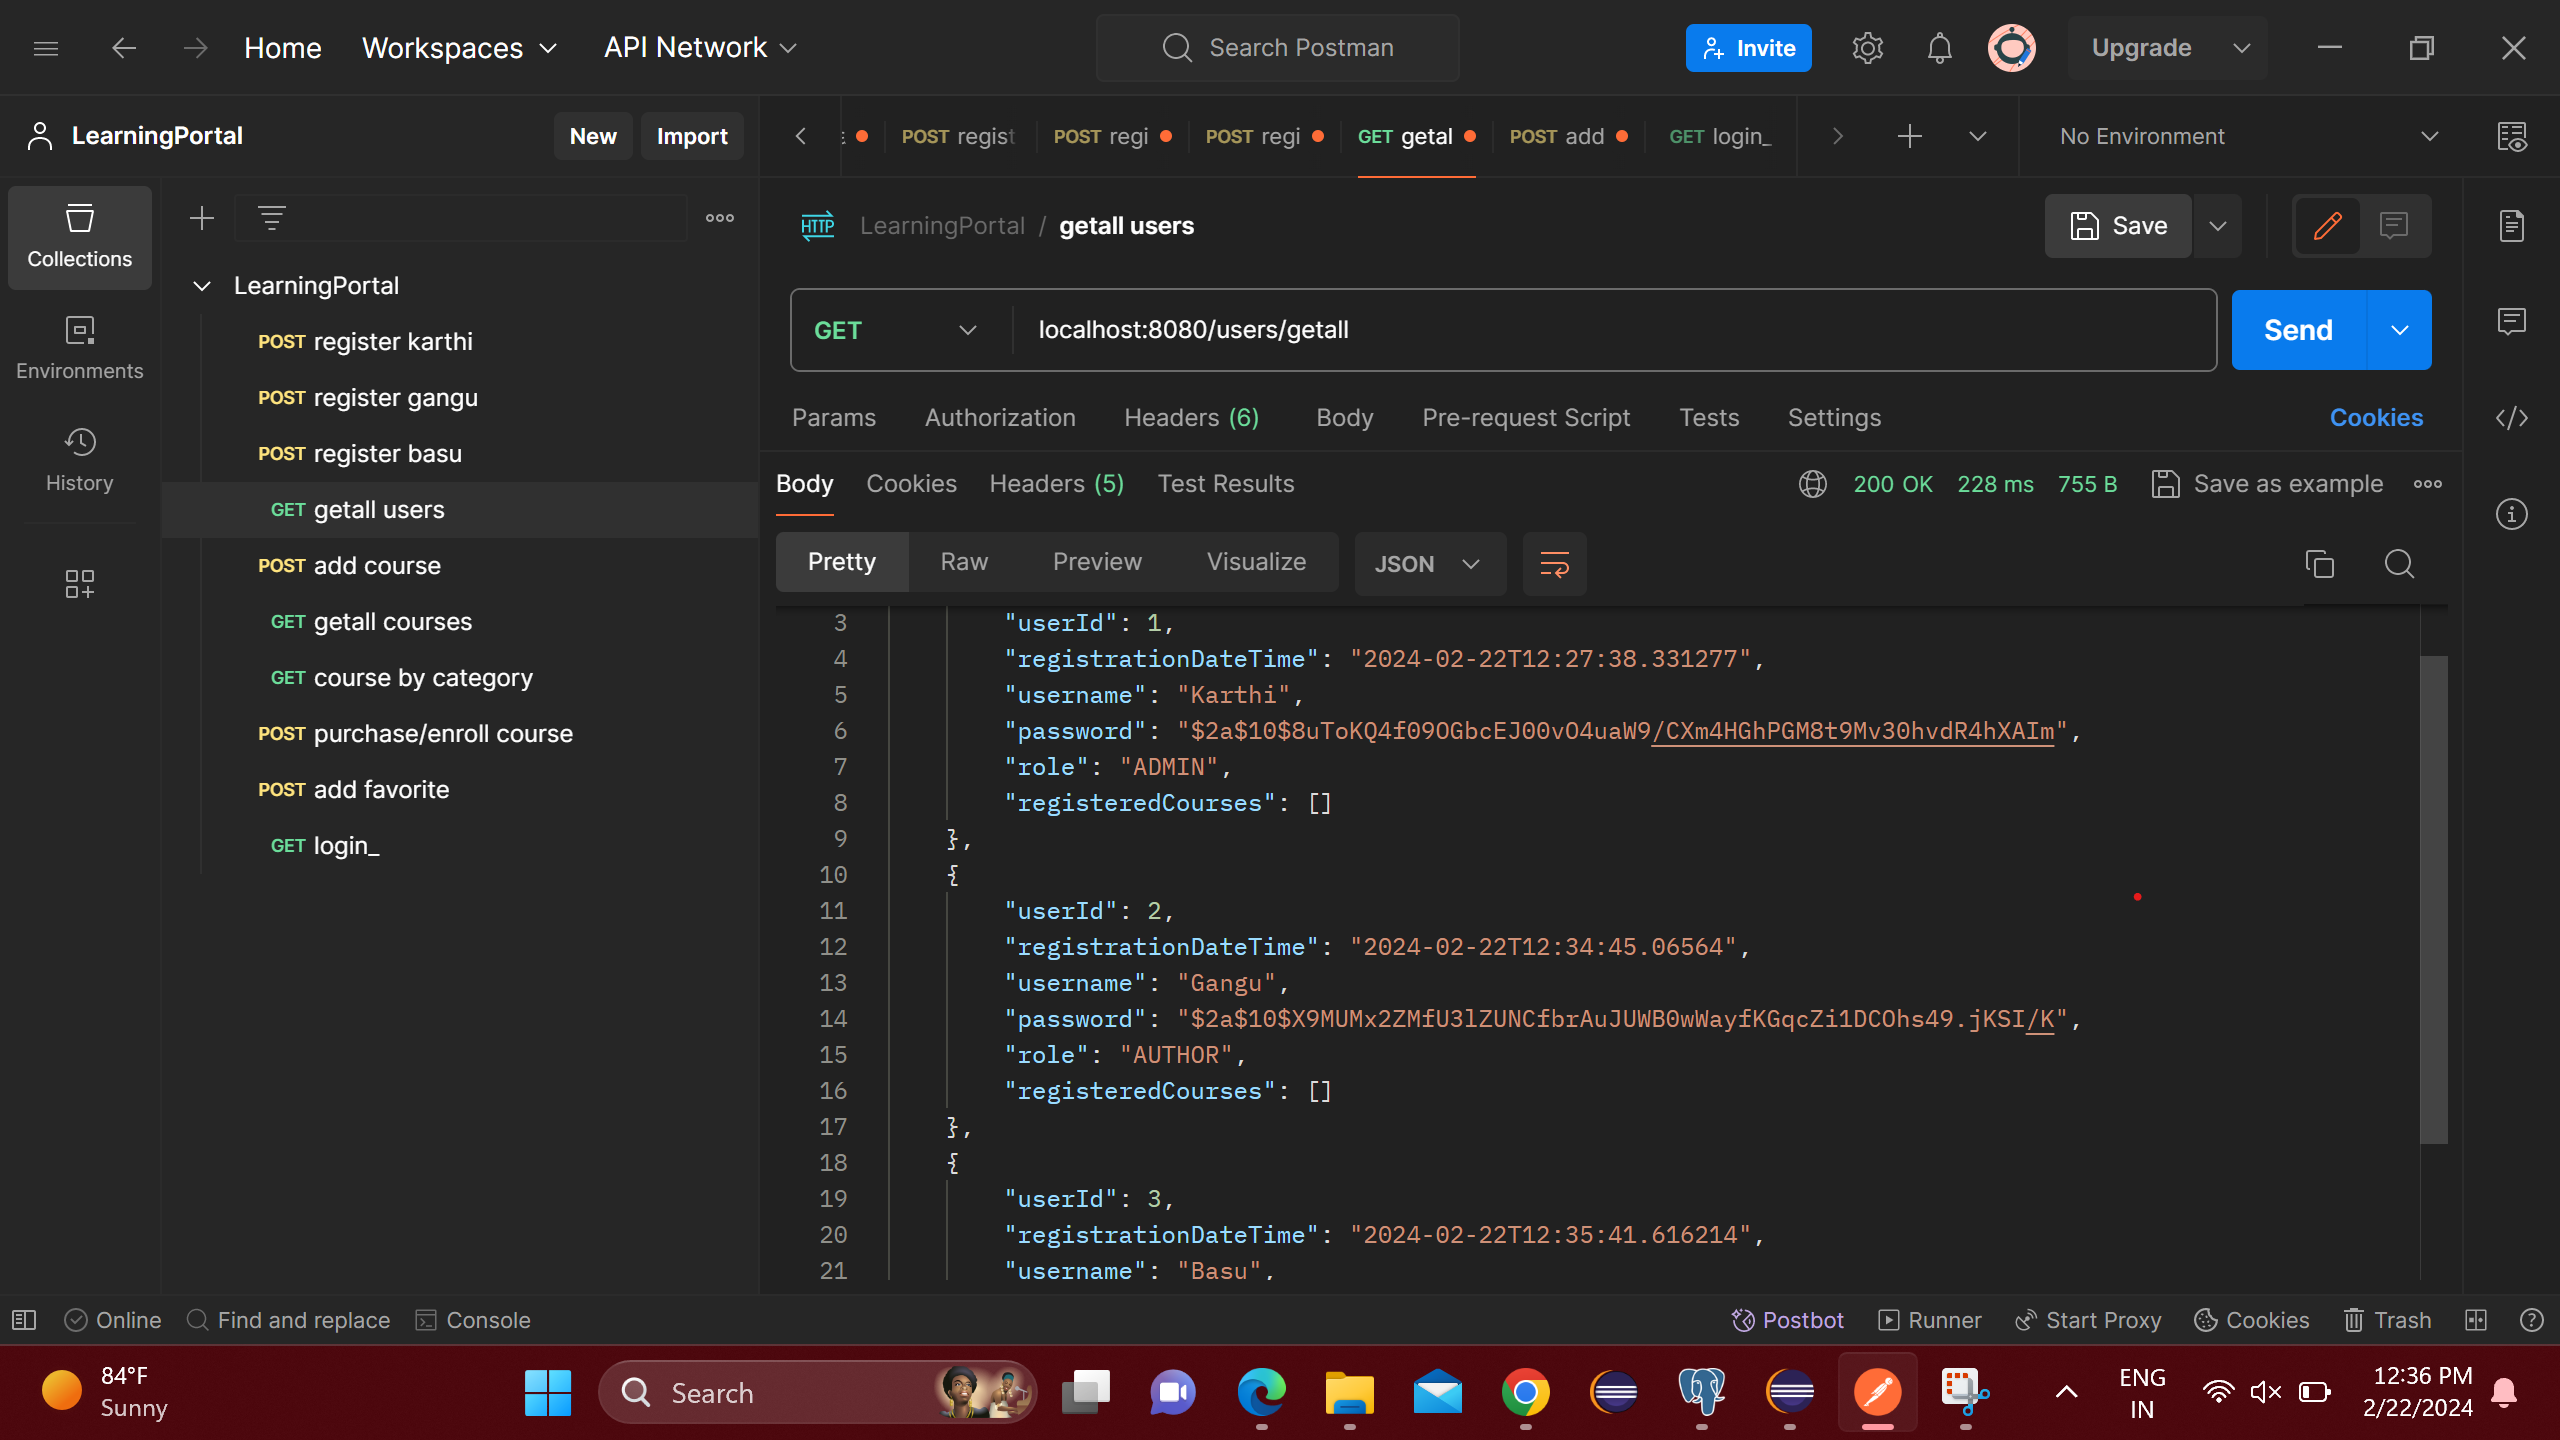 Home Workspaces API Network Search Postman Invite Upgrade
LearningPortal New Import
POST regist POST regi POST regi GET getal POST add GET login_ No Environment
Collections
Environments
History
LearningPortal
POST register karthi
POST register gangu
POST register basu
GET getall users
POST add course
GET getall courses
GET course by category
POST purchase/enroll course
POST add favorite
GET login_
HTTP LearningPortal / getall users Save
GET localhost:8080/users/getall Send
Params Authorization Headers (6) Body Pre-request Script Tests Settings Cookies
Body Cookies Headers (5) Test Results 200 OK 228 ms 755 B Save as example
Pretty Raw Preview Visualize JSON
3 "userId": 1,
4 "registrationDateTime": "2024-02-22T12:27:38.331277",
5 "username": "Karthi",
6 "password": "$2a$10$8uToKQ4f09OGbcEJ00vO4uaW9/CXm4HGhPGM8t9Mv30hvdR4hXAIm",
7 "role": "ADMIN",
8 "registeredCourses": []
9 },
10 {
11 "userId": 2,
12 "registrationDateTime": "2024-02-22T12:34:45.06564",
13 "username": "Gangu",
14 "password": "$2a$10$X9MUMx2ZMfU3lZUNCfbrAuJUWB0wWayfKGqcZi1DCOhs49.jKSI/K",
15 "role": "AUTHOR",
16 "registeredCourses": []
17 },
18 {
19 "userId": 3,
20 "registrationDateTime": "2024-02-22T12:35:41.616214",
21 "username": "Basu",
Online Find and replace Console Postbot Runner Start Proxy Cookies Trash
84°F
Sunny
Search
ENG
IN
12:36 PM
2/22/2024